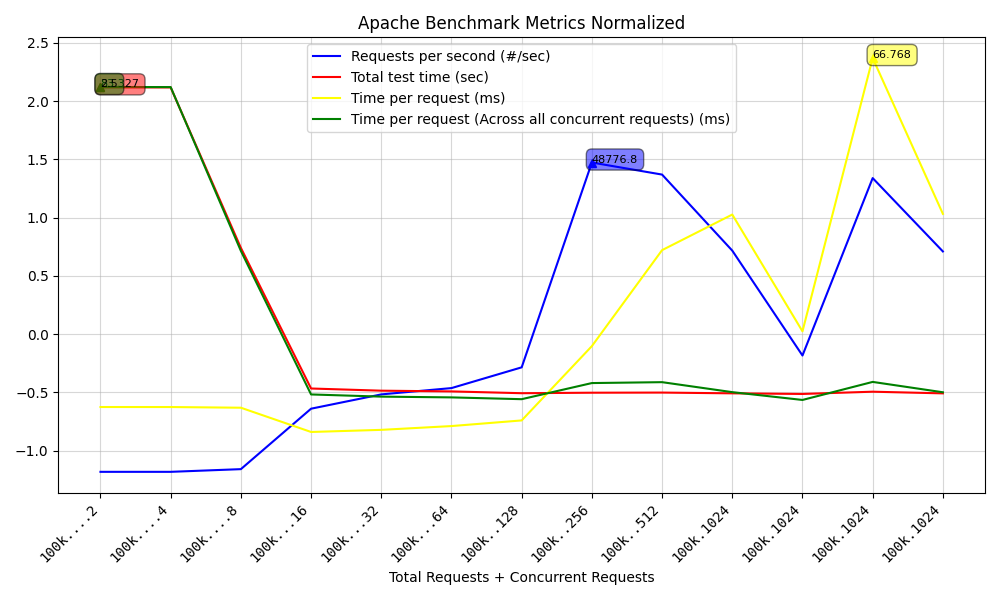 Apache Benchmark Metrics Normalized
Requests per second (#/sec)
Total test time (sec)
Time per request (ms)
Time per request (Across all concurrent requests) (ms)
66.768
48776.8
2.5
2.0
1.5
1.0
0.5
0.0
−0.5
−1.0
100k....2
100k....4
100k....8
100k...16
100k...32
100k...64
100k..128
100k..256
100k..512
100k.1024
100k.1024
100k.1024
100k.1024
Total Requests + Concurrent Requests